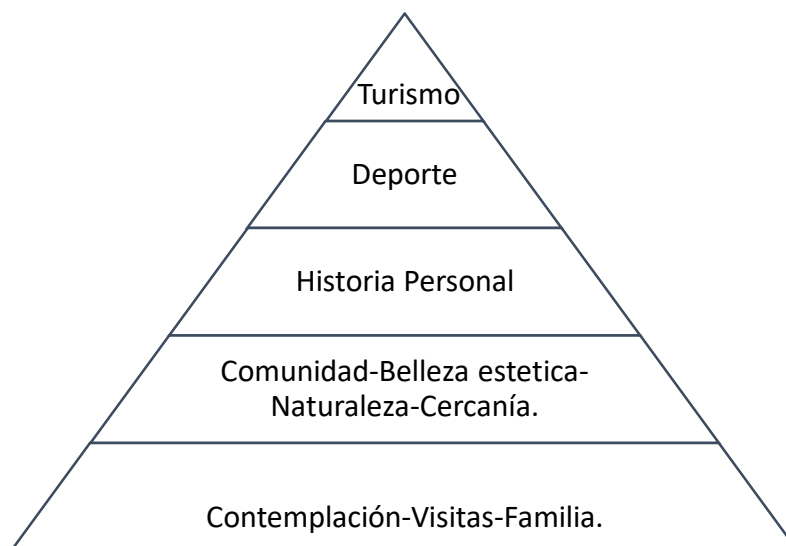 Turismo
Deporte
Historia Personal
Comunidad-Belleza estetica-
Naturaleza-Cercanía.
Contemplación-Visitas-Familia.